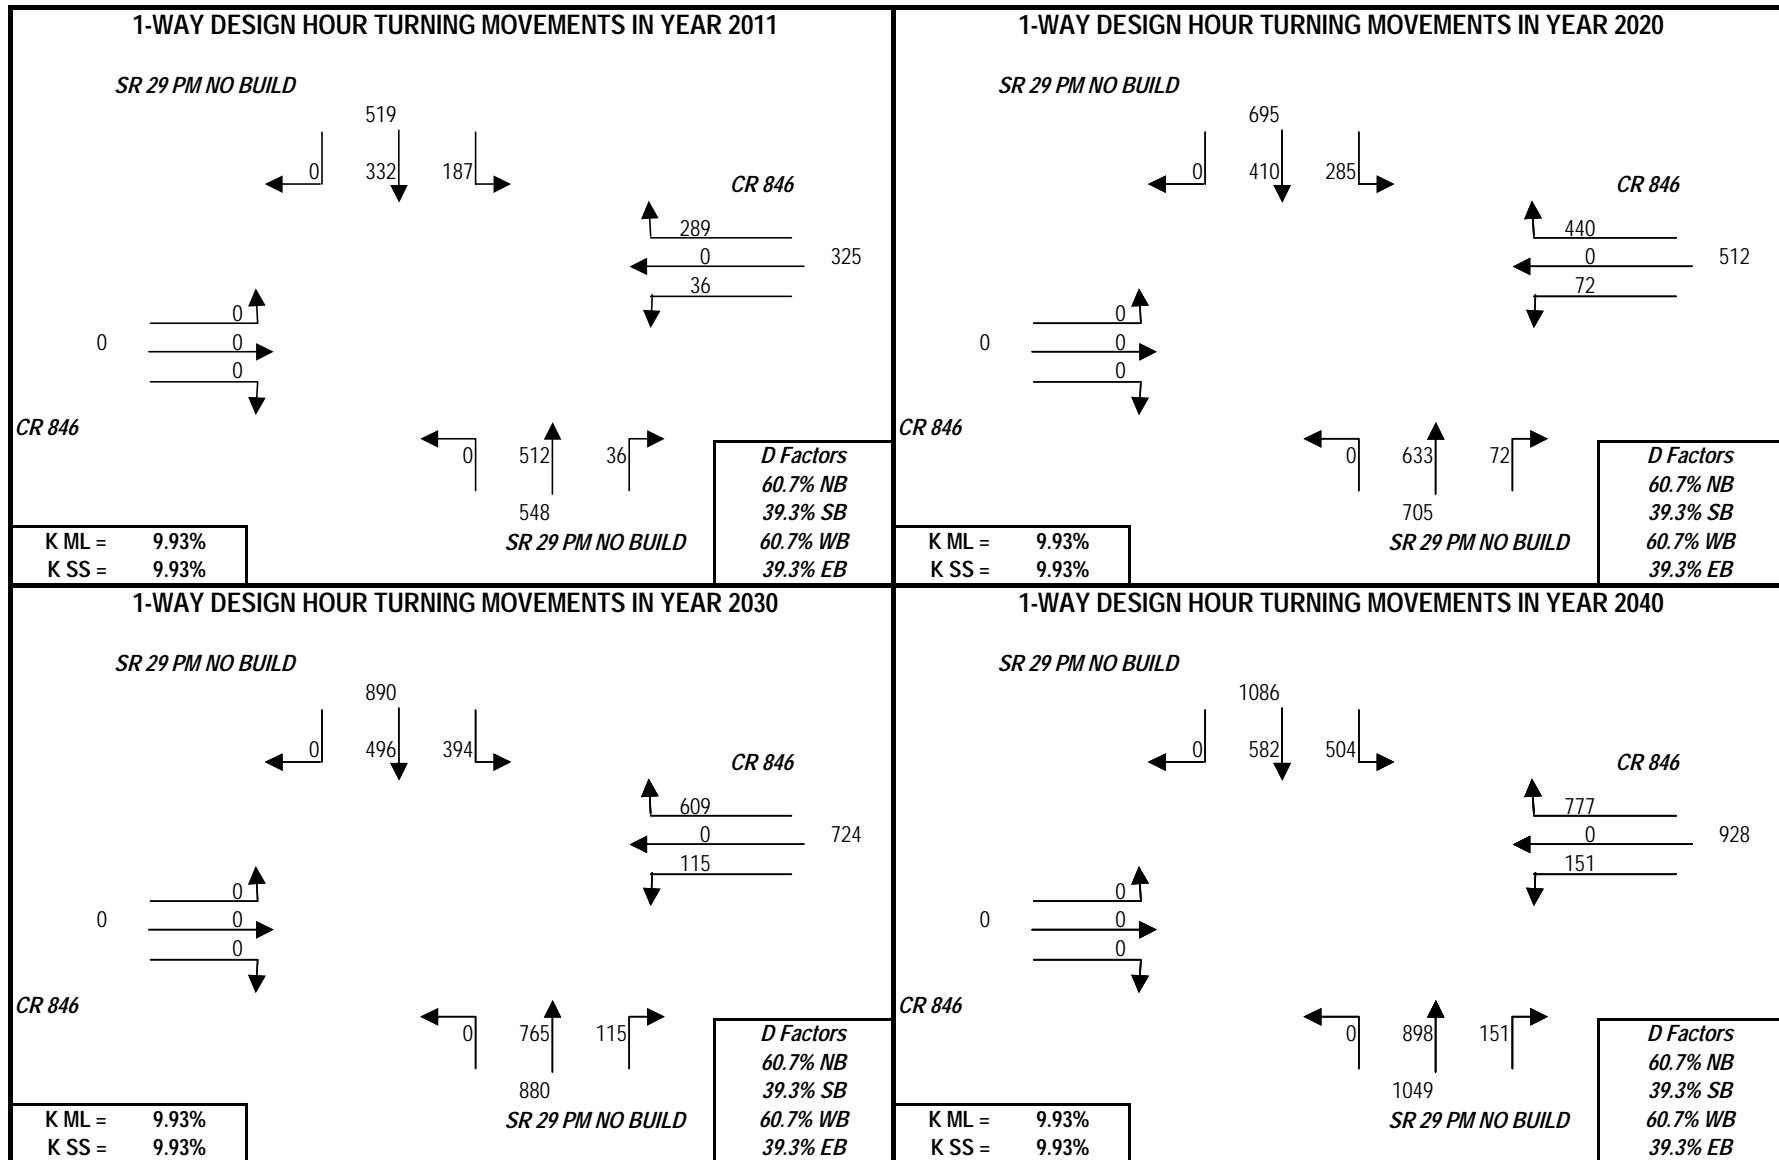 1-WAY DESIGN HOUR TURNING MOVEMENTS IN YEAR 2011
SR 29 PM NO BUILD
519
0 332 187
CR 846
289
0 325
36
0
0 0
0
CR 846
0 512 36
548
SR 29 PM NO BUILD
D Factors
60.7% NB
39.3% SB
60.7% WB
39.3% EB
K ML = 9.93%
K SS = 9.93%
1-WAY DESIGN HOUR TURNING MOVEMENTS IN YEAR 2020
SR 29 PM NO BUILD
695
0 410 285
CR 846
440
0 512
72
0
0 0
0
CR 846
0 633 72
705
SR 29 PM NO BUILD
D Factors
60.7% NB
39.3% SB
60.7% WB
39.3% EB
K ML = 9.93%
K SS = 9.93%
1-WAY DESIGN HOUR TURNING MOVEMENTS IN YEAR 2030
SR 29 PM NO BUILD
890
0 496 394
CR 846
609
0 724
115
0
0 0
0
CR 846
0 765 115
880
SR 29 PM NO BUILD
D Factors
60.7% NB
39.3% SB
60.7% WB
39.3% EB
K ML = 9.93%
K SS = 9.93%
1-WAY DESIGN HOUR TURNING MOVEMENTS IN YEAR 2040
SR 29 PM NO BUILD
1086
0 582 504
CR 846
777
0 928
151
0
0 0
0
CR 846
0 898 151
1049
SR 29 PM NO BUILD
D Factors
60.7% NB
39.3% SB
60.7% WB
39.3% EB
K ML = 9.93%
K SS = 9.93%